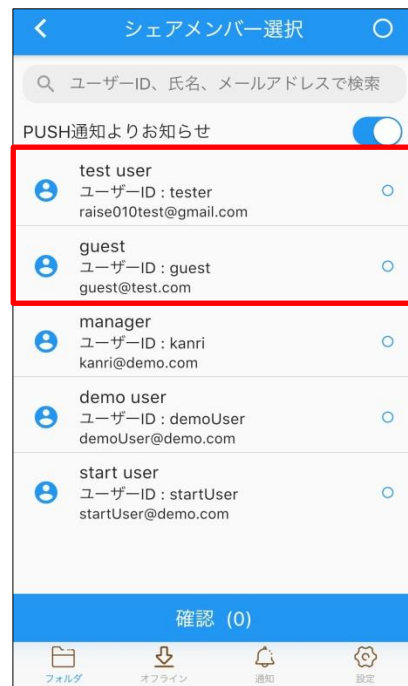 シェアメンバー選択
ユーザーID、氏名、メールアドレスで検索
PUSH通知よりお知らせ
test user
ユーザーID : tester
raise010test@gmail.com
guest
ユーザーID : guest
guest@test.com
manager
ユーザーID : kanri
kanri@demo.com
demo user
ユーザーID : demoUser
demoUser@demo.com
start user
ユーザーID : startUser
startUser@demo.com
確認 (0)
フォルダ オフライン 通知 設定